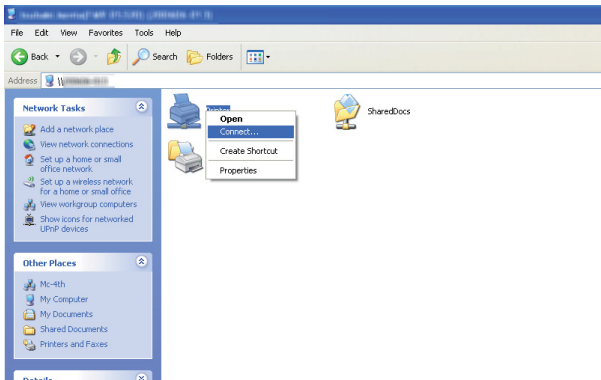 File Edit View Favorites Tools Help
Back Search Folders
Address \\
Network Tasks
Add a network place
View network connections
Set up a home or small
office network
Set up a wireless network
for a home or small office
View workgroup computers
Show icons for networked
UPnP devices
Other Places
Mc-4th
My Computer
My Documents
Shared Documents
Printers and Faxes
Details
Printer
Open
Connect...
Create Shortcut
Properties
SharedDocs